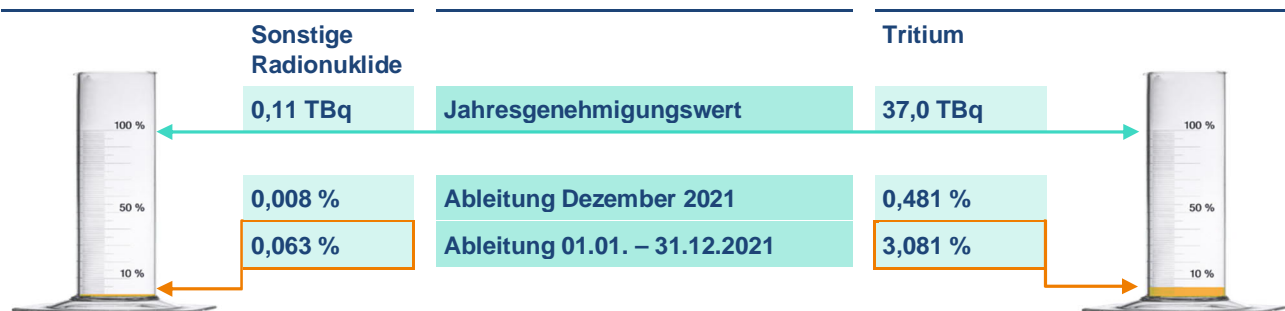 Sonstige
Radionuklide
Tritium
0,11 TBq
Jahresgenehmigungswert
37,0 TBq
100 %
100 %
0,008 %
Ableitung Dezember 2021
0,481 %
50 %
50 %
0,063 %
Ableitung 01.01. – 31.12.2021
3,081 %
10 %
10 %